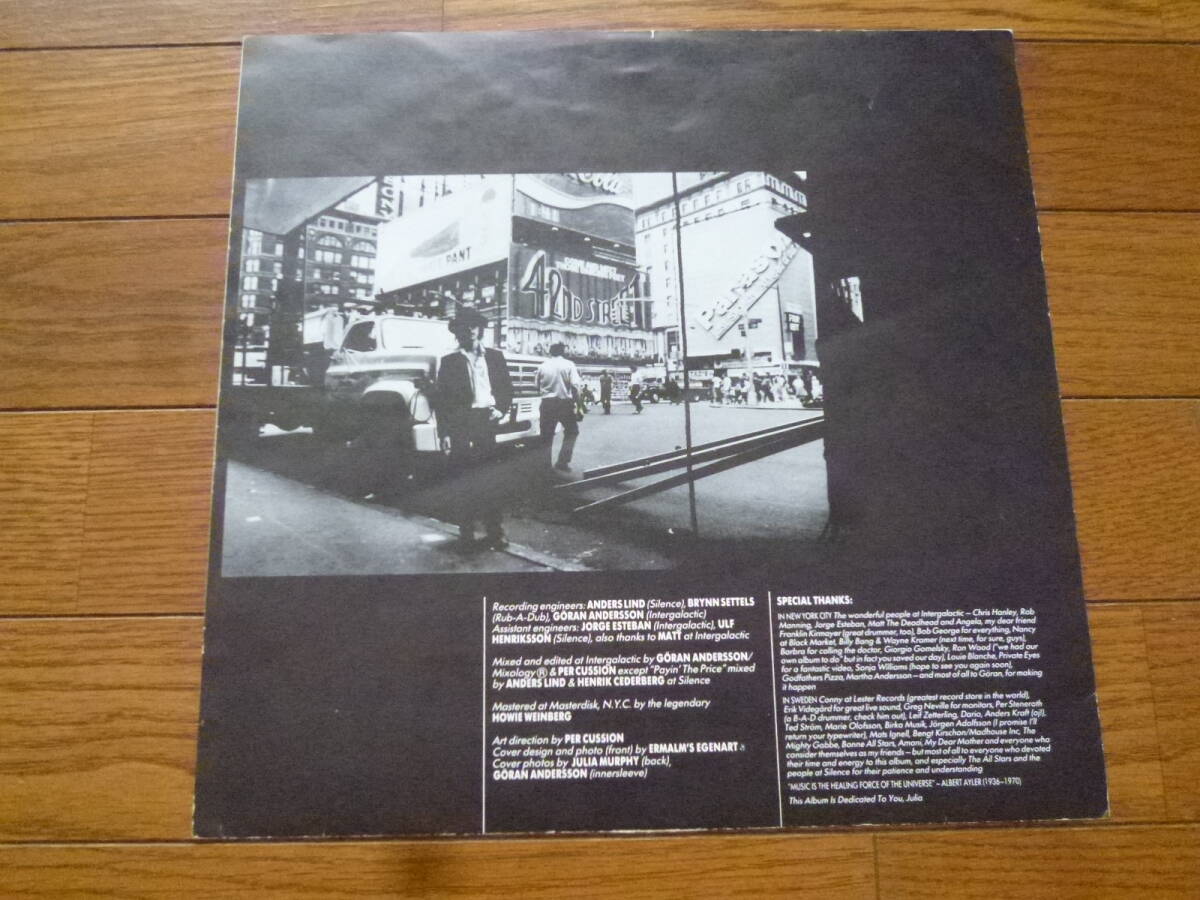 Cola
PANT
42ND STREET
Panasonic
Recording engineers: ANDERS LIND (Silence), BRYNN SETTELS
(Rub-A-Dub), GÖRAN ANDERSSON (Intergalactic)
Assistant engineers: JORGE ESTEBAN (Intergalactic), ULF
HENRIKSSON (Silence), also thanks to MATT at Intergalactic
Mixed and edited at Intergalactic by GÖRAN ANDERSSON/
Mixology® & PER CUSSION except "Payin' The Price" mixed
by ANDERS LIND & HENRIK CEDERBERG at Silence
Mastered at Masterdisk, N.Y.C. by the legendary
HOWIE WEINBERG
Art direction by PER CUSSION
Cover design and photo (front) by ERMALM'S EGENART
Cover photos by JULIA MURPHY (back),
GÖRAN ANDERSSON (innersleeve)
SPECIAL THANKS:
IN NEW YORK CITY The wonderful people at Intergalactic – Chris Hanley, Rob
Manning, Jorge Esteban, Matt The Deadhead and Angela, my dear friend
Franklin Kirmayer (great drummer, too), Bob George for everything, Nancy
at Black Market, Billy Bang & Wayne Kramer (next time, for sure, guys),
Barbra for calling the doctor, Giorgio Gomelsky, Ron Wood ("we had our
own album to do" but in fact you saved our day), Louie Blanche, Private Eyes
for a fantastic video, Sonja Williams (hope to see you again soon),
Godfathers Pizza, Martha Andersson – and most of all to Göran, for making
it happen
IN SWEDEN Conny at Lester Records (greatest record store in the world),
Erik Videgård for great live sound, Greg Neville for monitors, Per Stenerath
(a B-A-D drummer, check him out), Leif Zetterling, Dario, Anders Kraft (oj!),
Ted Ström, Marie Olofsson, Birka Musik, Jörgen Adolfsson (I promise I'll
return your typewriter), Mats Ignell, Bengt Kirschon/Madhouse Inc, The
Mighty Gabbe, Bonne All Stars, Amani, My Dear Mother and everyone who
consider themselves as my friends – but most of all to everyone who devoted
their time and energy to this album, and especially The All Stars and the
people at Silence for their patience and understanding
"MUSIC IS THE HEALING FORCE OF THE UNIVERSE" – ALBERT AYLER (1936–1970)
This Album Is Dedicated To You, Julia